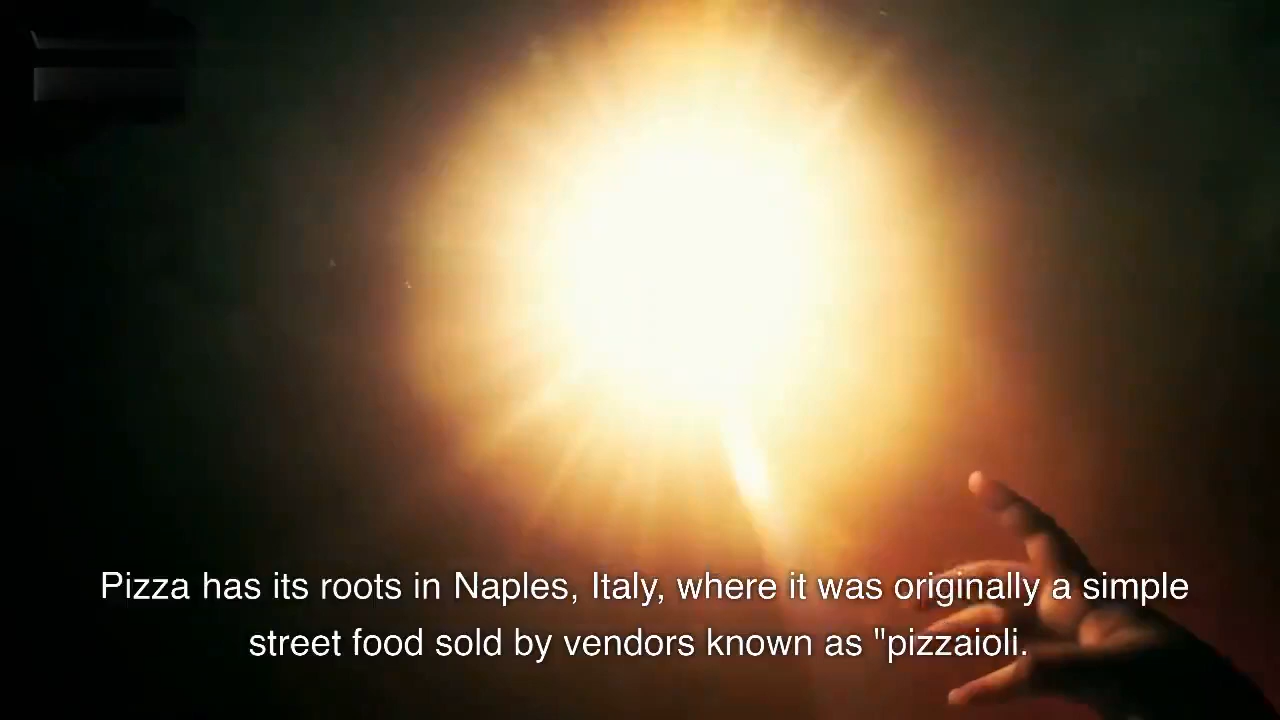 Pizza has its roots in Naples, Italy, where it was originally a simple
street food sold by vendors known as "pizzaioli.